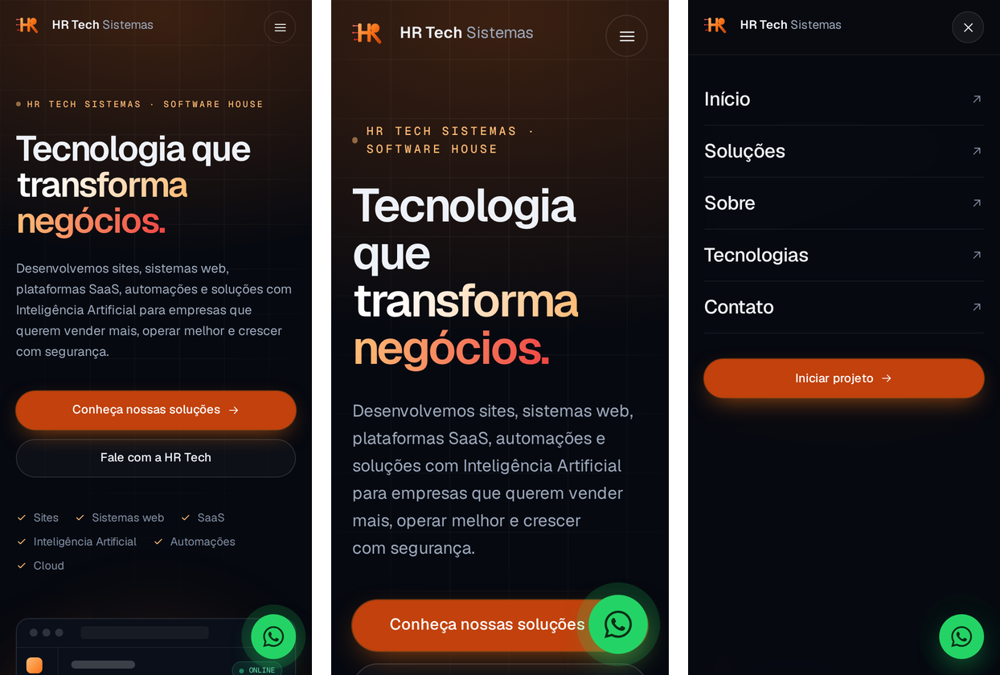 HR Tech Sistemas
HR TECH SISTEMAS · SOFTWARE HOUSE
Tecnologia que
transforma
negócios.
Desenvolvemos sites, sistemas web,
plataformas SaaS, automações e soluções com
Inteligência Artificial para empresas que
querem vender mais, operar melhor e crescer
com segurança.
Conheça nossas soluções →
Fale com a HR Tech
✓ Sites ✓ Sistemas web ✓ SaaS
✓ Inteligência Artificial ✓ Automações
✓ Cloud
ONLINE
HR Tech Sistemas
HR TECH SISTEMAS ·
SOFTWARE HOUSE
Tecnologia
que
transforma
negócios.
Desenvolvemos sites, sistemas web,
plataformas SaaS, automações e
soluções com Inteligência Artificial
para empresas que querem vender
mais, operar melhor e crescer
com segurança.
Conheça nossas soluções
HR Tech Sistemas
Início
Soluções
Sobre
Tecnologias
Contato
Iniciar projeto →